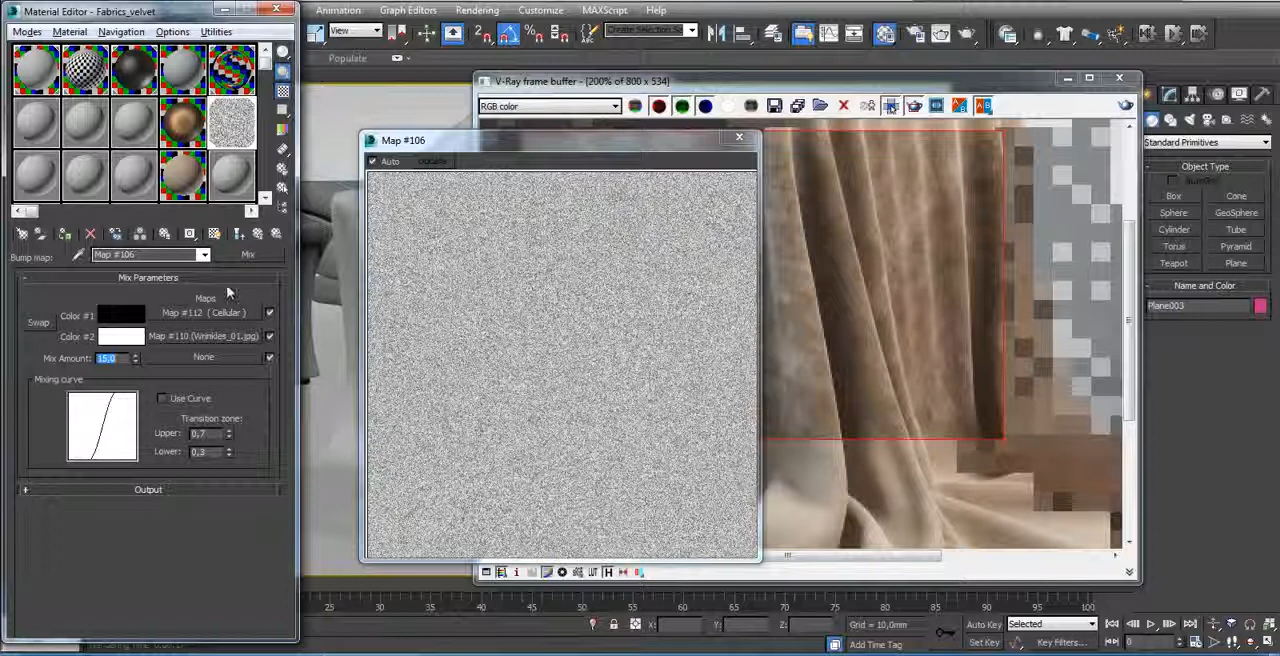 Material Editor - Fabrics_velvet
Modes Material Navigation Options Utilities
Animation Graph Editors Rendering Customize MAXScript Help
View
Create Selection Se
Populate
V-Ray frame buffer - [200% of 800 x 534]
RGB color
Map #106
Auto
Bump map: Map #106 Mix
Mix Parameters
Maps
Color #1 Map #112 ( Cellular )
Swap
Color #2 Map #110 (Wrinkles_01.jpg)
Mix Amount: 15,0 None
Mixing curve
Use Curve
Transition zone:
Upper: 0,7
Lower: 0,3
Output
Standard Primitives
Object Type
AutoGrid
Box Cone
Sphere GeoSphere
Cylinder Tube
Torus Pyramid
Teapot Plane
Name and Color
Plane003
25 30 35 40 45 50 55 60 65 70 75 80 85 90 95 100
X: Y: Z: Grid = 10,0mm
Add Time Tag
Auto Key Selected
Set Key Key Filters...
0